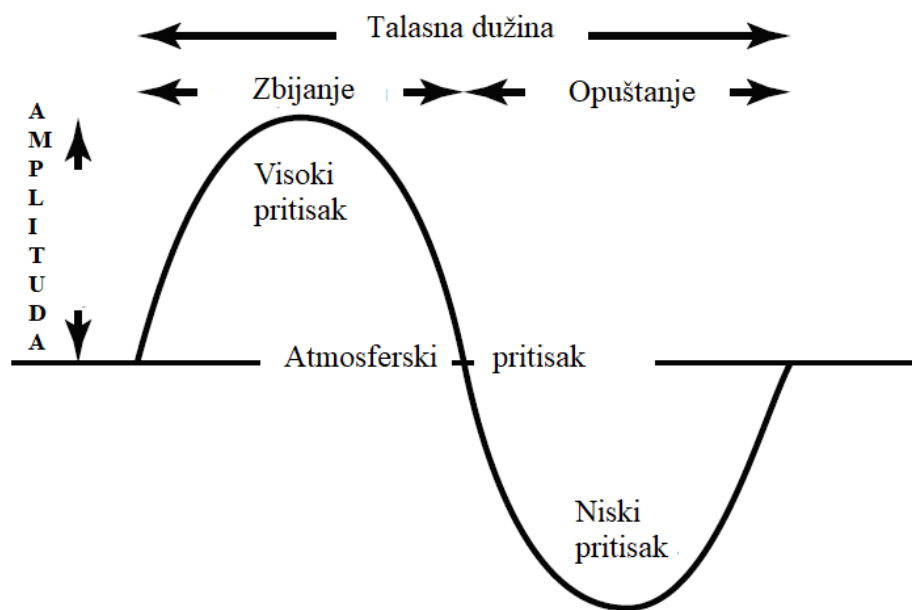 Talasna dužina
Zbijanje
Opuštanje
AMPLITUDA
Visoki
pritisak
Atmosferski pritisak
Niski
pritisak